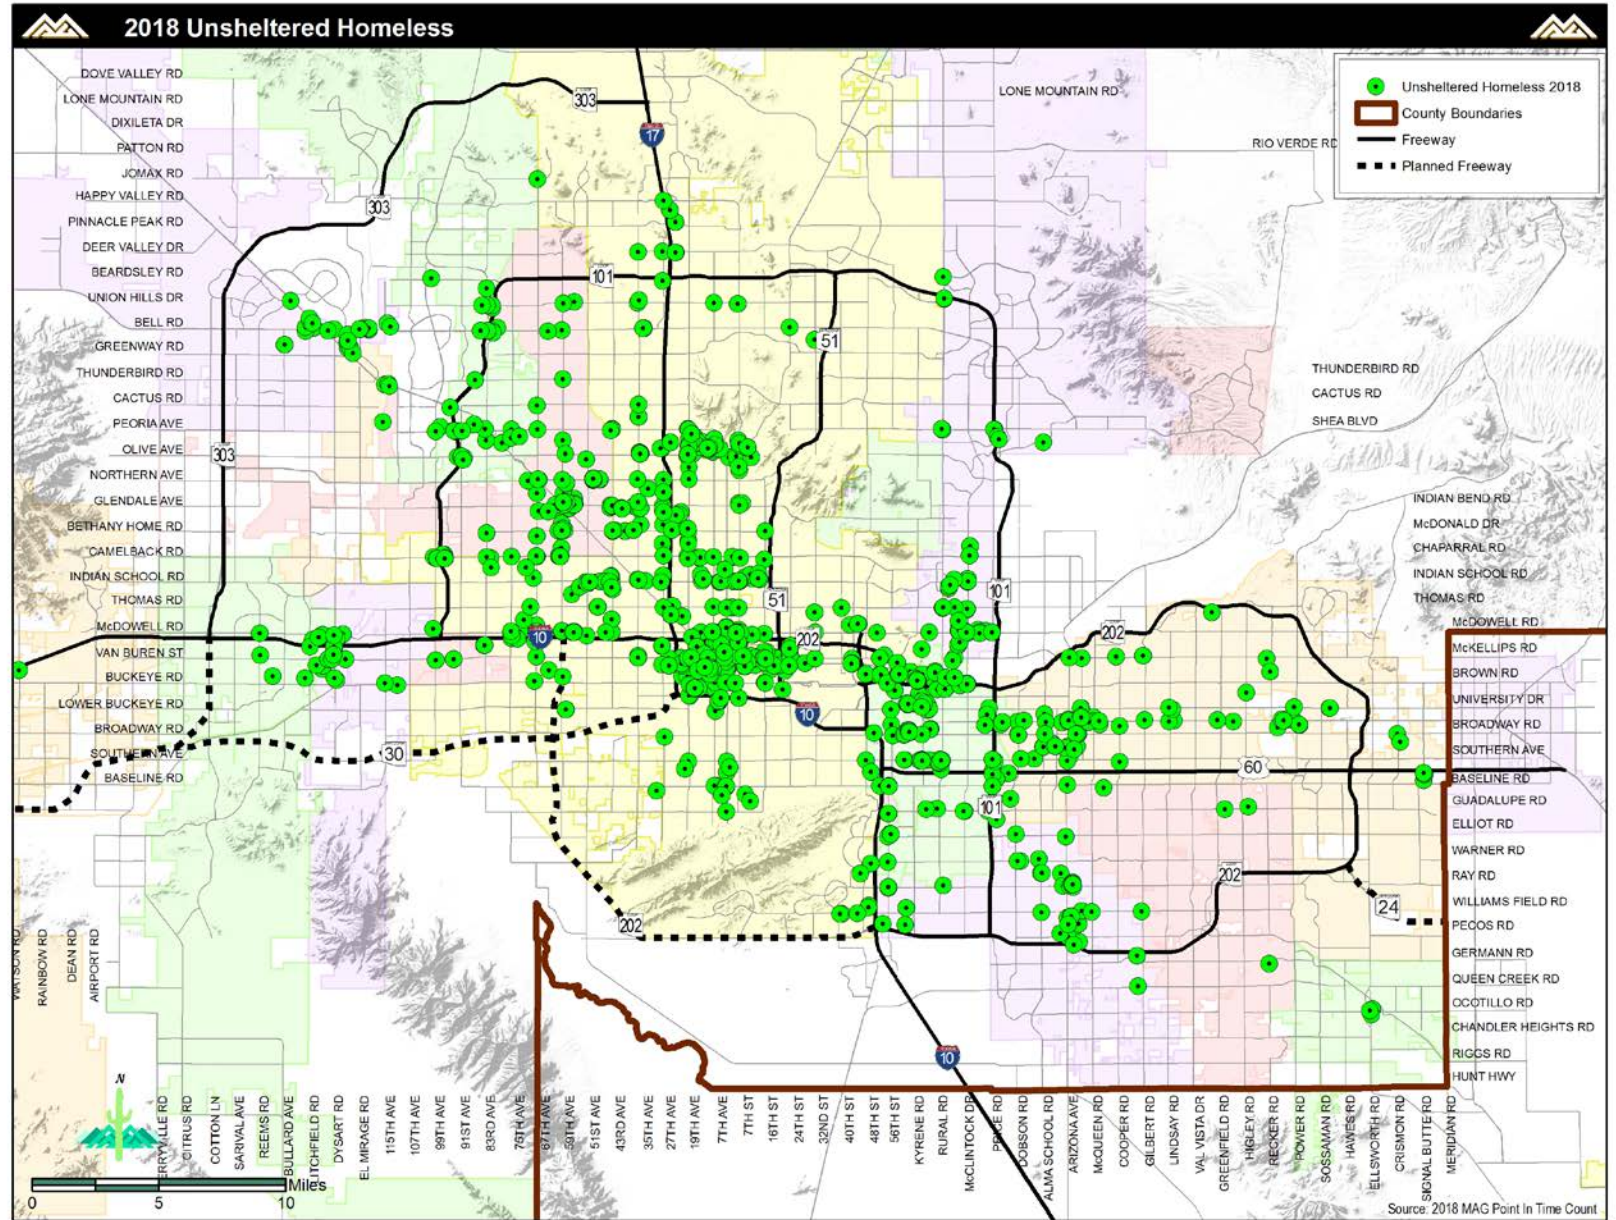 2018 Unsheltered Homeless
Unsheltered Homeless 2018
County Boundaries
Freeway
Planned Freeway
DOVE VALLEY RD
LONE MOUNTAIN RD
DIXILETA DR
PATTON RD
JOMAX RD
HAPPY VALLEY RD
PINNACLE PEAK RD
DEER VALLEY DR
BEARDSLEY RD
UNION HILLS DR
BELL RD
GREENWAY RD
THUNDERBIRD RD
CACTUS RD
PEORIA AVE
OLIVE AVE
NORTHERN AVE
GLENDALE AVE
BETHANY HOME RD
CAMELBACK RD
INDIAN SCHOOL RD
THOMAS RD
McDOWELL RD
VAN BUREN ST
BUCKEYE RD
LOWER BUCKEYE RD
BROADWAY RD
SOUTHERN AVE
BASELINE RD
303
17
303
101
51
303
51
101
10
202
202
10
30
60
101
202
24
202
10
LONE MOUNTAIN RD
RIO VERDE RD
THUNDERBIRD RD
CACTUS RD
SHEA BLVD
INDIAN BEND RD
McDONALD DR
CHAPARRAL RD
INDIAN SCHOOL RD
THOMAS RD
McDOWELL RD
McKELLIPS RD
BROWN RD
UNIVERSITY DR
BROADWAY RD
SOUTHERN AVE
BASELINE RD
GUADALUPE RD
ELLIOT RD
WARNER RD
RAY RD
WILLIAMS FIELD RD
PECOS RD
GERMANN RD
QUEEN CREEK RD
OCOTILLO RD
CHANDLER HEIGHTS RD
RIGGS RD
HUNT HWY
RAINBOW RD
DEAN RD
AIRPORT RD
CITRUS RD
COTTON LN
SARIVAL AVE
REEMS RD
BULLARD AVE
LITCHFIELD RD
DYSART RD
EL MIRAGE RD
115TH AVE
107TH AVE
99TH AVE
91ST AVE
83RD AVE
75TH AVE
67TH AVE
59TH AVE
51ST AVE
43RD AVE
35TH AVE
27TH AVE
19TH AVE
7TH AVE
7TH ST
16TH ST
24TH ST
32ND ST
40TH ST
48TH ST
56TH ST
KYRENE RD
RURAL RD
McCLINTOCK DR
PRICE RD
DOBSON RD
ALMA SCHOOL RD
ARIZONA AVE
McQUEEN RD
COOPER RD
GILBERT RD
LINDSAY RD
VAL VISTA DR
GREENFIELD RD
HIGLEY RD
RECKER RD
POWER RD
SOSSAMAN RD
HAWES RD
ELLSWORTH RD
CRISMON RD
SIGNAL BUTTE RD
MERIDIAN RD
N
Miles
0 5 10
Source: 2018 MAG Point In Time Count